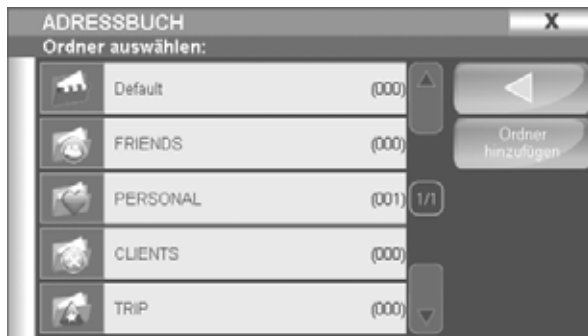 ADRESSBUCH X
Ordner auswählen:
Default (000)
FRIENDS (000)
Ordner
hinzufügen
PERSONAL (001) 1/1
CLIENTS (000)
TRIP (000)